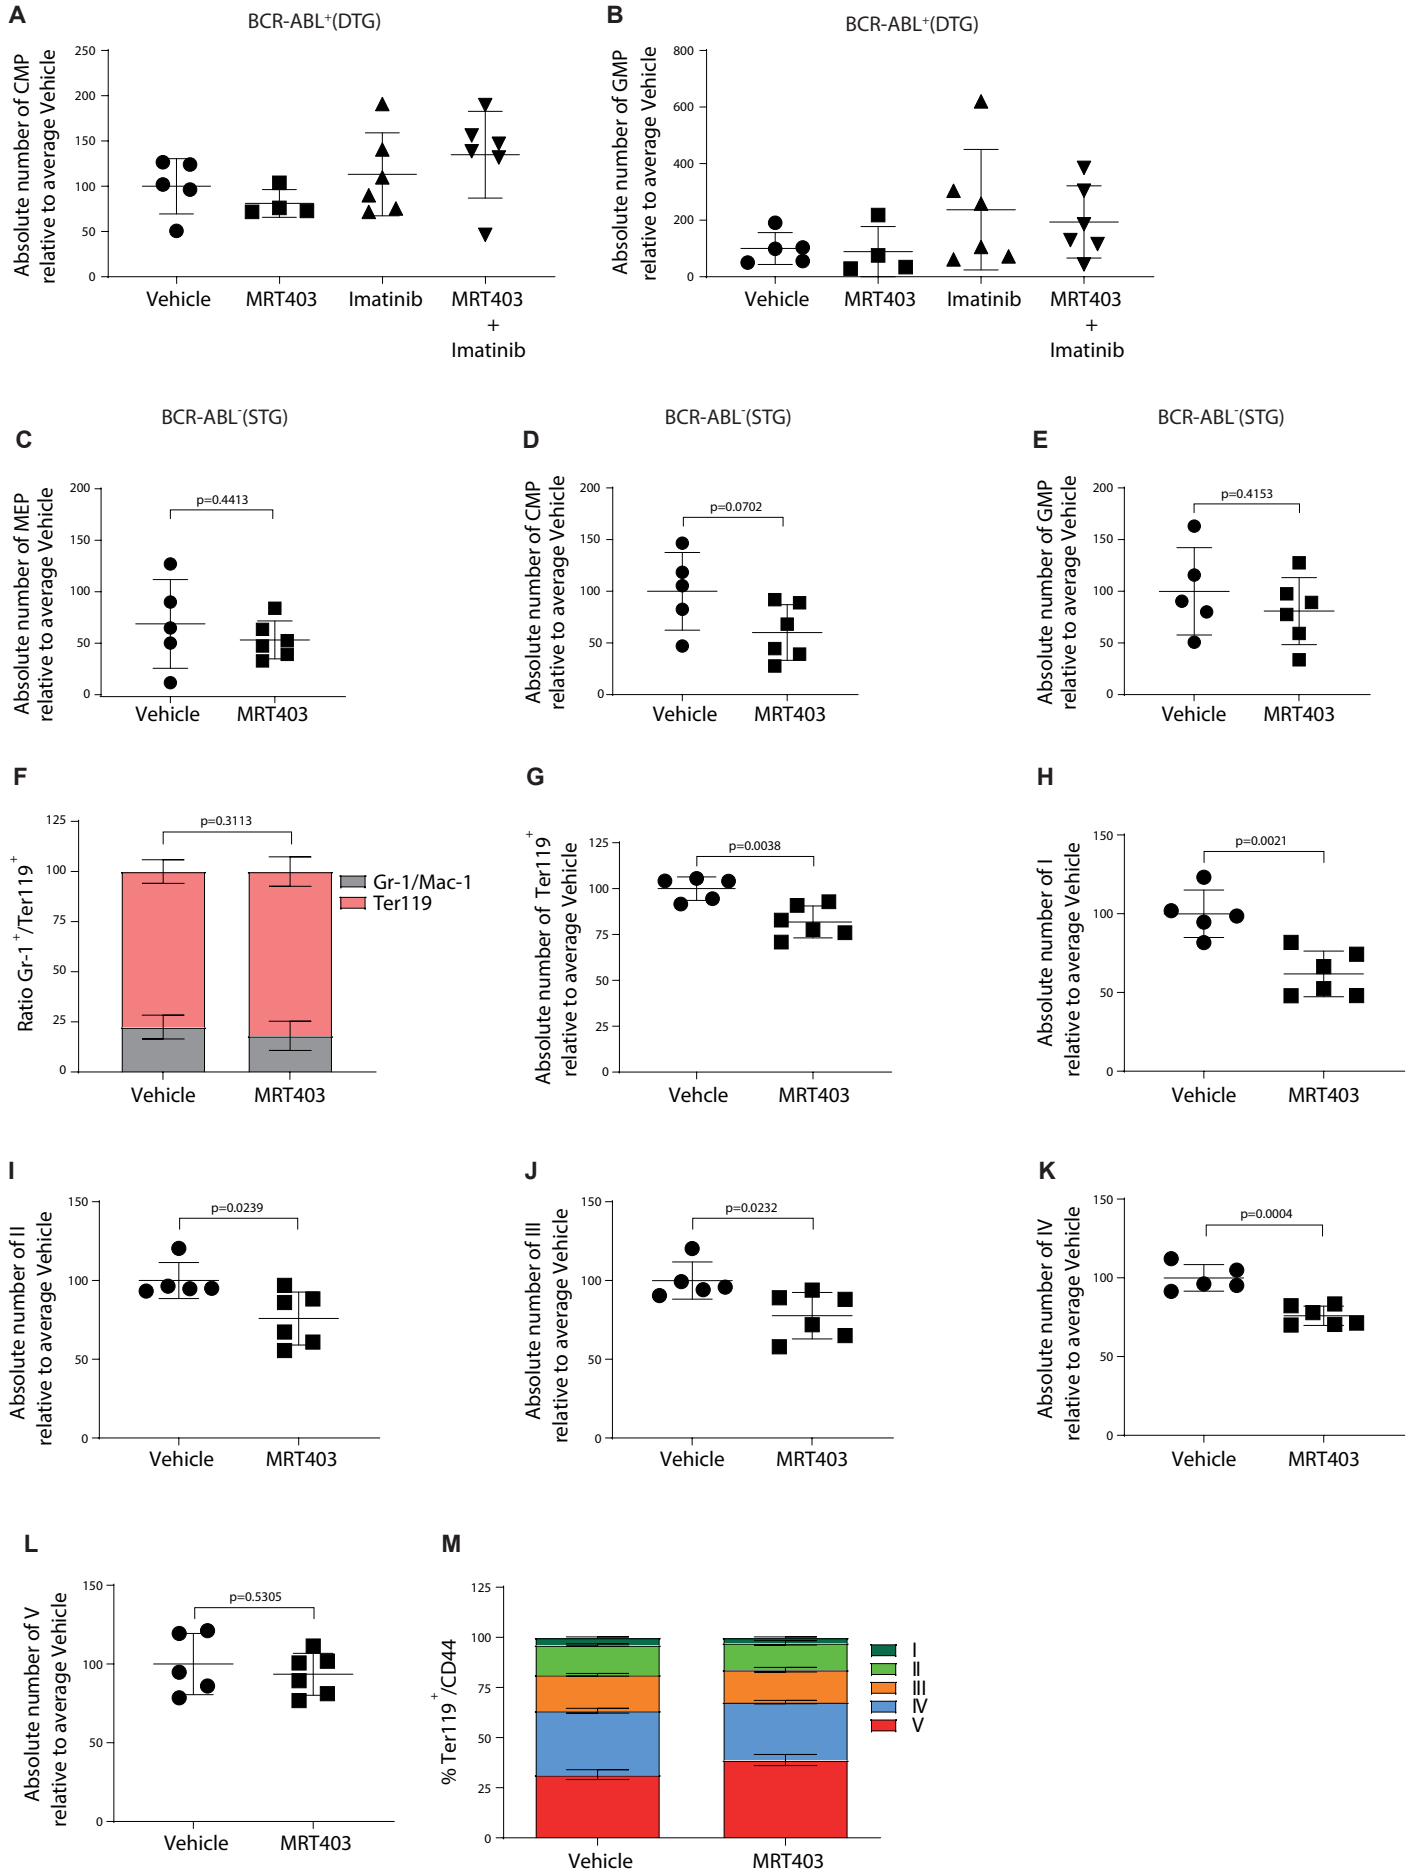 A
BCR-ABL+(DTG)
Absolute number of CMP
relative to average Vehicle
250
200
150
100
50
0
Vehicle
MRT403
Imatinib
MRT403
+
Imatinib
B
BCR-ABL+(DTG)
Absolute number of GMP
relative to average Vehicle
800
600
400
200
0
Vehicle
MRT403
Imatinib
MRT403
+
Imatinib
C
BCR-ABL-(STG)
Absolute number of MEP
relative to average Vehicle
200
150
100
50
0
p=0.4413
Vehicle
MRT403
D
BCR-ABL-(STG)
Absolute number of CMP
relative to average Vehicle
200
150
100
50
0
p=0.0702
Vehicle
MRT403
E
BCR-ABL-(STG)
Absolute number of GMP
relative to average Vehicle
200
150
100
50
0
p=0.4153
Vehicle
MRT403
F
Ratio Gr-1+/Ter119+
125
100
75
50
25
0
p=0.3113
Gr-1/Mac-1
Ter119
Vehicle
MRT403
G
Absolute number of Ter119+
relative to average Vehicle
125
100
75
50
25
0
p=0.0038
Vehcle
MRT403
H
Absolute number of I
relative to average Vehicle
150
100
50
0
p=0.0021
Vehicle
MRT403
I
Absolute number of II
relative to average Vehicle
150
100
50
0
p=0.0239
Vehicle
MRT403
J
Absolute number of III
relative to average Vehicle
150
100
50
0
p=0.0232
Vehicle
MRT403
K
Absolute number of IV
relative to average Vehicle
150
100
50
0
p=0.0004
Vehicle
MRT403
L
Absolute number of V
relative to average Vehicle
150
100
50
0
p=0.5305
Vehicle
MRT403
M
% Ter119+/CD44
125
100
75
50
25
0
I
II
III
IV
V
Vehicle
MRT403